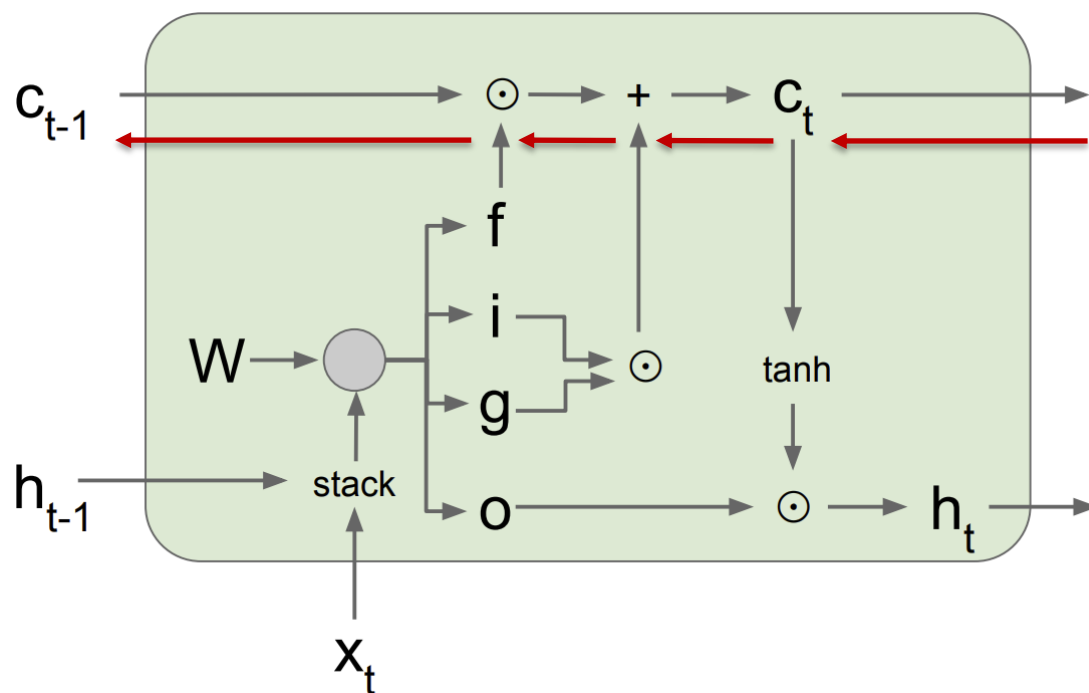 c_{t-1} ⊙ + c_t
f
i
W ⊙ tanh
g
h_{t-1} stack o ⊙ h_t
x_t